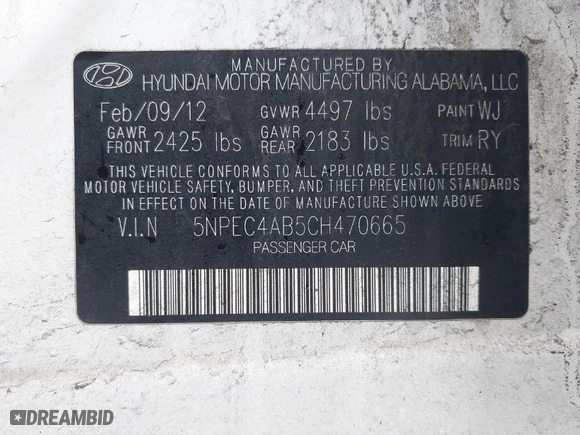 MANUFACTURED BY
HYUNDAI MOTOR MANUFACTURING ALABAMA, LLC
Feb/09/12 GVWR 4497 lbs PAINT WJ
GAWR FRONT 2425 lbs GAWR REAR 2183 lbs TRIM RY
THIS VEHICLE CONFORMS TO ALL APPLICABLE U.S.A. FEDERAL
MOTOR VEHICLE SAFETY, BUMPER, AND THEFT PREVENTION STANDARDS
IN EFFECT ON THE DATE OF MANUFACTURE SHOWN ABOVE
V.I.N 5NPEC4AB5CH470665
PASSENGER CAR
DREAMBID